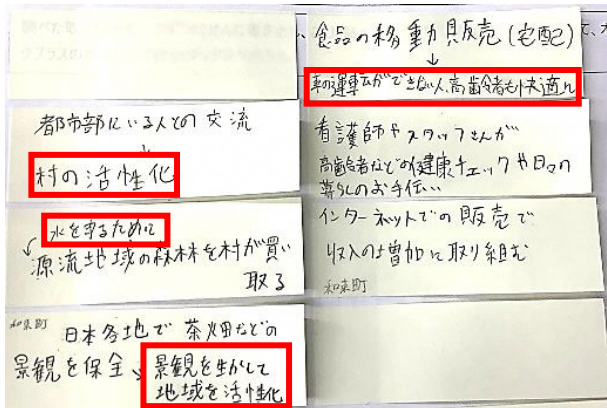 都市部にいる人との交流
↓
村の活性化
水を守るために
源流地域の森林を村が買い
取る
和束町
日本各地で茶畑などの
景観を保全
景観を生かして
地域を活性化
食品の移動販売(宅配)
↓
車の運転ができない人、高齢者も快適に
看護師やスタッフさんが
高齢者などの健康チェックや日々の
暮らしのお手伝い…
インターネットでの販売で
収入の増加に取り組む
和束町